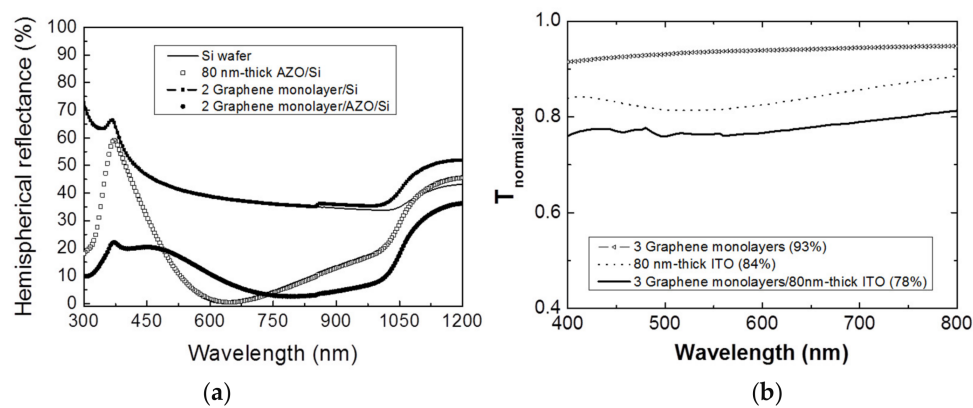 Hemispherical reflectance (%)
100
90
80
70
60
50
40
30
20
10
0
Si wafer
80 nm-thick AZO/Si
2 Graphene monolayer/Si
2 Graphene monolayer/AZO/Si
300 450 600 750 900 1050 1200
Wavelength (nm)
(a)
T normalized
1.0
0.8
0.6
0.4
3 Graphene monolayers (93%)
80 nm-thick ITO (84%)
3 Graphene monolayers/80nm-thick ITO (78%)
400 500 600 700 800
Wavelength (nm)
(b)